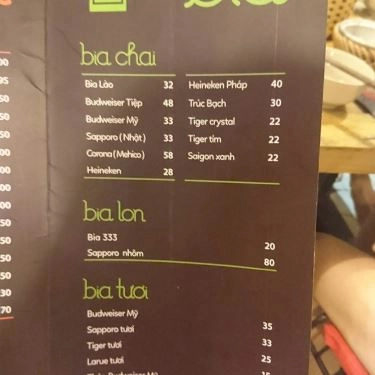 bia chai
Bia Lào 32
Budweiser Tiệp 48
Budweiser Mỹ 33
Sapporo ( Nhật ) 33
Corona ( Mehico ) 58
Heineken 28
Heineken Pháp 40
Trúc Bạch 30
Tiger crystal 22
Tiger tím 22
Saigon xanh 22
bia lon
Bia 333 20
Sapporo nhôm 80
bia tươi
Budweiser Mỹ 35
Sapporo tươi 33
Tiger tươi 25
Larue tươi